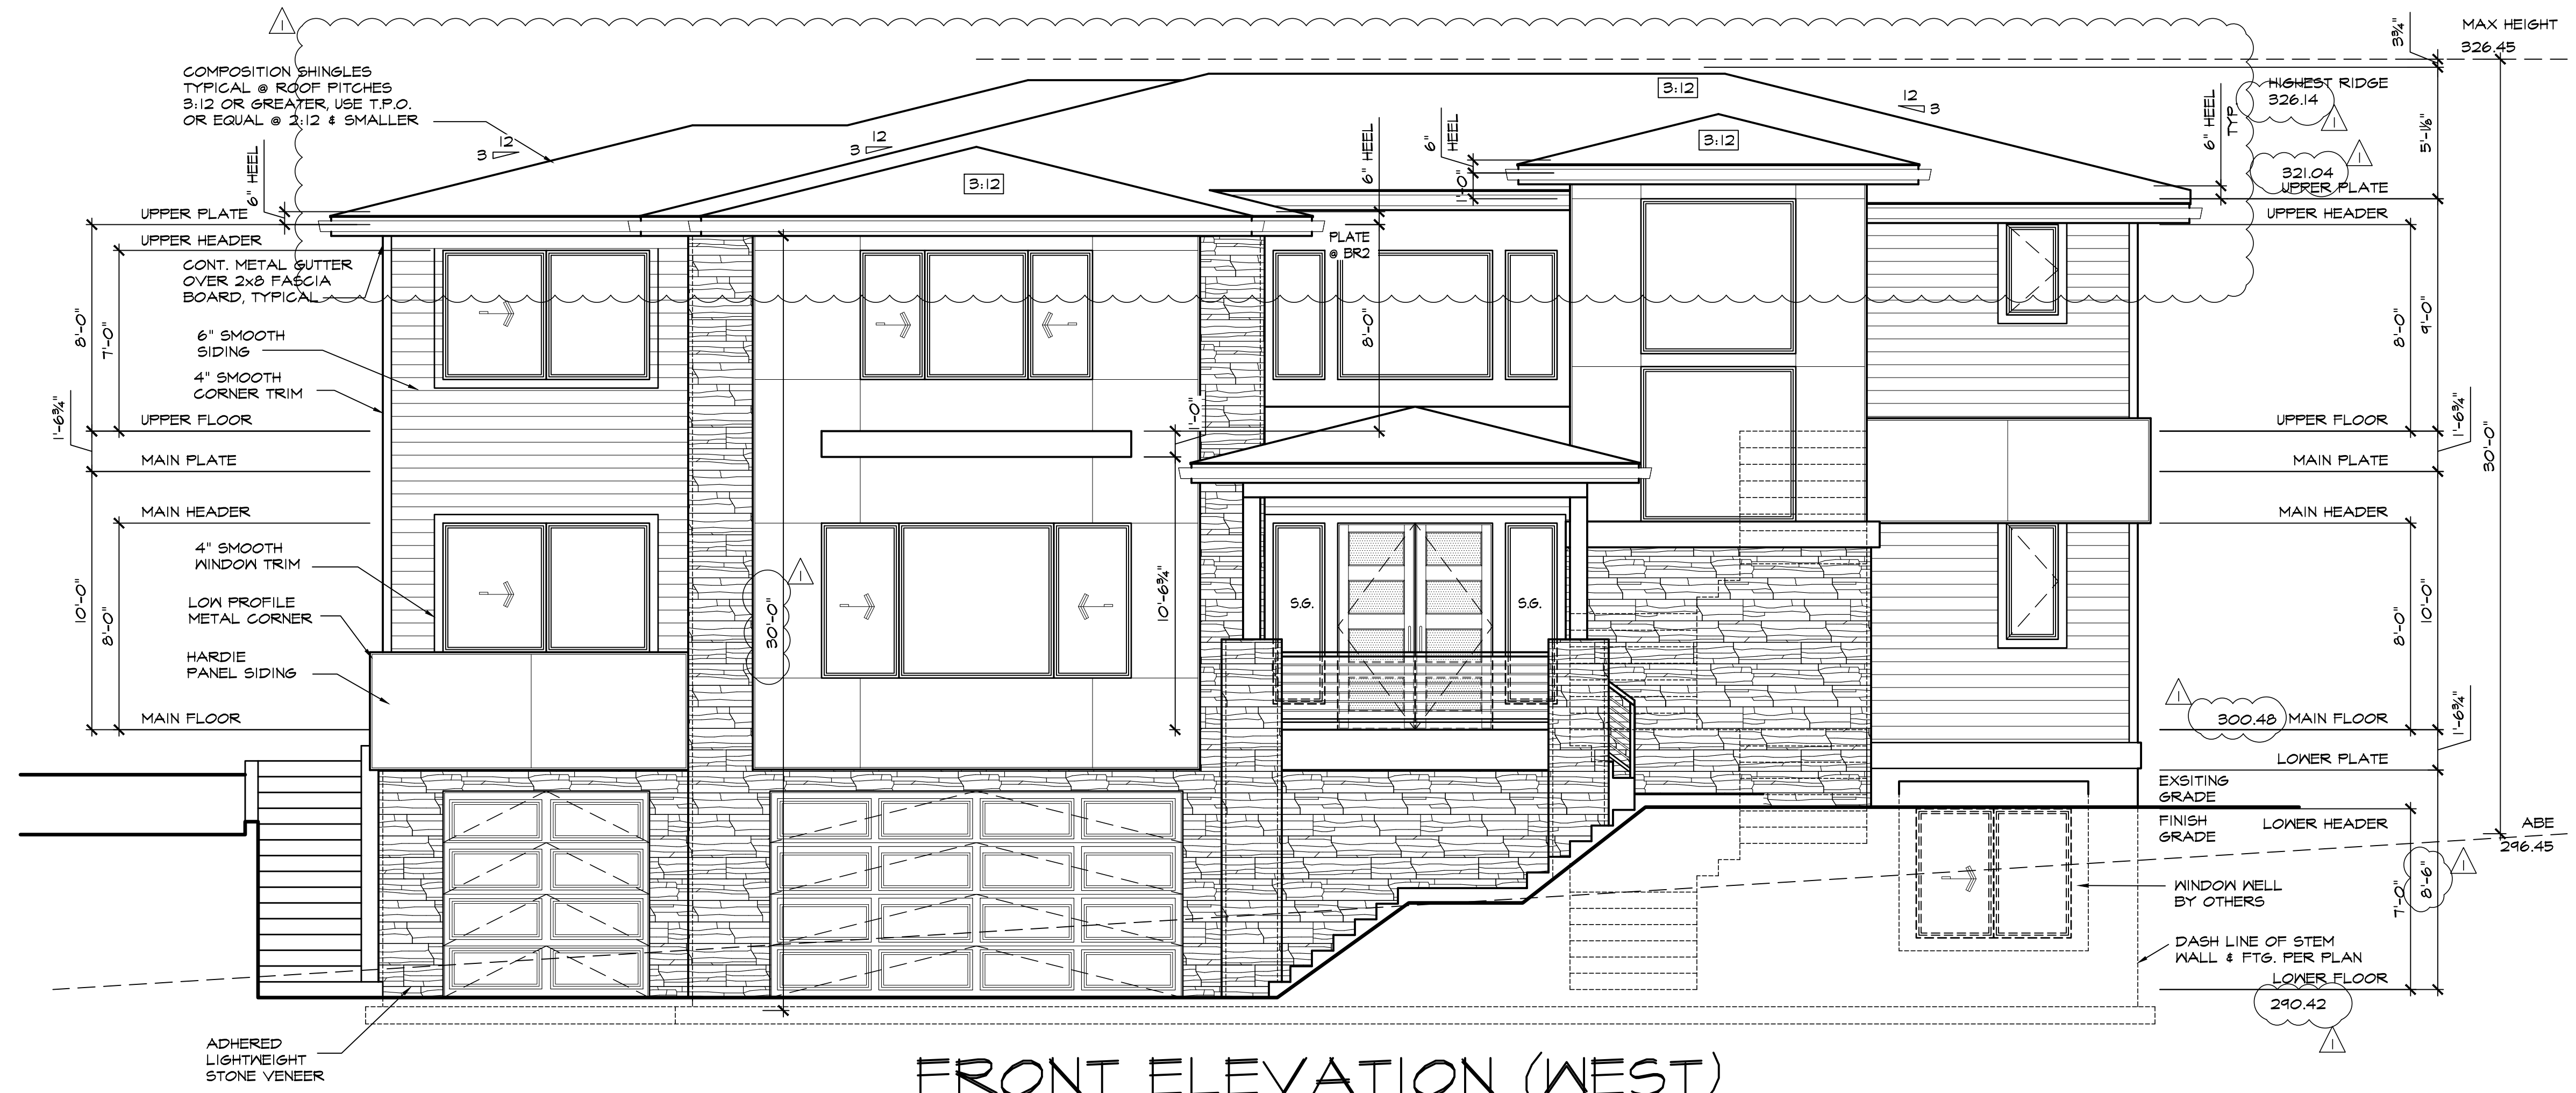 MAX HEIGHT
326.45
3¾"
COMPOSITION SHINGLES
TYPICAL @ ROOF PITCHES
3:12 OR GREATER, USE T.P.O.
OR EQUAL @ 2:12 & SMALLER
12
3
12
3
3:12
3:12
3:12
12
3
6" HEEL
6" HEEL
6"
HEEL
1'-0"
6" HEEL
TYP.
HIGHEST RIDGE
326.14
1
1
5'-1⅛"
321.04
1
UPPER PLATE
UPPER HEADER
UPPER PLATE
UPPER HEADER
CONT. METAL GUTTER
OVER 2x8 FASCIA
BOARD, TYPICAL
PLATE
@ BR2
8'-0"
8'-0"
7'-0"
6" SMOOTH
SIDING
4" SMOOTH
CORNER TRIM
8'-0"
9'-0"
1'-6¾"
UPPER FLOOR
MAIN PLATE
MAIN HEADER
1'-0"
UPPER FLOOR
MAIN PLATE
MAIN HEADER
1'-6¾"
30'-0"
4" SMOOTH
WINDOW TRIM
LOW PROFILE
METAL CORNER
HARDIE
PANEL SIDING
10'-0"
8'-0"
1
30'-0"
10'-6¾"
S.G.
S.G.
8'-0"
10'-0"
MAIN FLOOR
1
300.48
MAIN FLOOR
1'-6¾"
LOWER PLATE
EXSITING
GRADE
FINISH
GRADE
LOWER HEADER
ABE
296.45
7'-0"
8'-6"
1
WINDOW WELL
BY OTHERS
DASH LINE OF STEM
WALL & FTG. PER PLAN
LOWER FLOOR
290.42
1
ADHERED
LIGHTWEIGHT
STONE VENEER
FRONT ELEVATION (WEST)